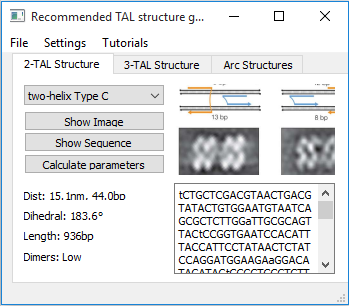 Recommended TAL structure g...
File Settings Tutorials
2-TAL Structure 3-TAL Structure Arc Structures
two-helix Type C
Show Image
Show Sequence
Calculate parameters
13 bp 8 bp
Dist: 15.1nm, 44.0bp
Dihedral: 183.6°
Length: 936bp
Dimers: Low
tCTGCTCGACGTAACTGACG
TATACTGTGGAATGTAATCA
GCGCTCTTGGaTTGCGCAGT
TACtCCGGTGAATCCACATT
TACCATTCCTATAACTCTAT
CCAGGATGGAAGAaGGACA